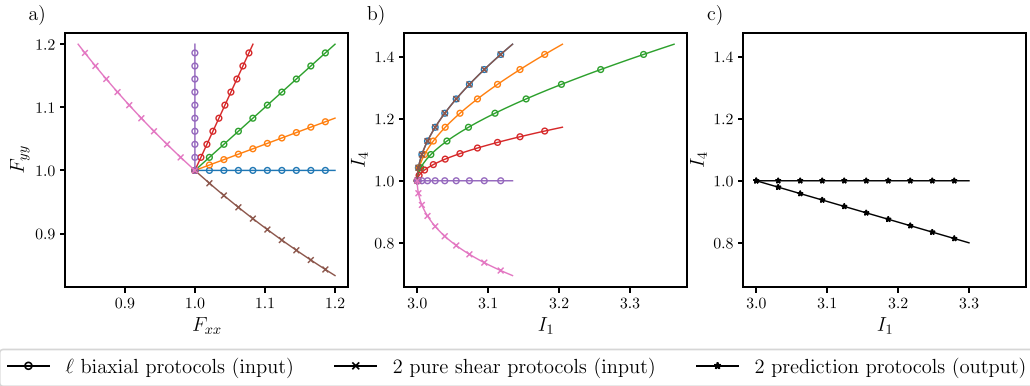 a)
b)
c)
1.2
1.1
1.0
0.9
F_yy
0.9
1.0
1.1
1.2
F_xx
1.4
1.2
1.0
0.8
I_4
3.0
3.1
3.2
3.3
I_1
1.4
1.2
1.0
0.8
I_4
3.0
3.1
3.2
3.3
I_1
ℓ biaxial protocols (input)
2 pure shear protocols (input)
2 prediction protocols (output)